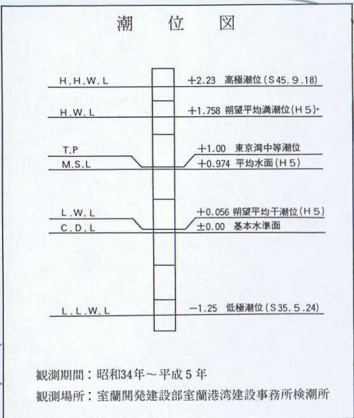 潮位図
H.H.W.L +2.23 高極潮位(S45.9.18)
H.W.L +1.758 朔望平均満潮位(H5)
T.P +1.00 東京湾中等潮位
M.S.L +0.974 平均水面(H5)
L.W.L +0.056 朔望平均干潮位(H5)
C.D.L ±0.00 基本水準面
L.L.W.L −1.25 低極潮位(S35.5.24)
観測期間：昭和34年～平成5年
観測場所：室蘭開発建設部室蘭港湾建設事務所検潮所